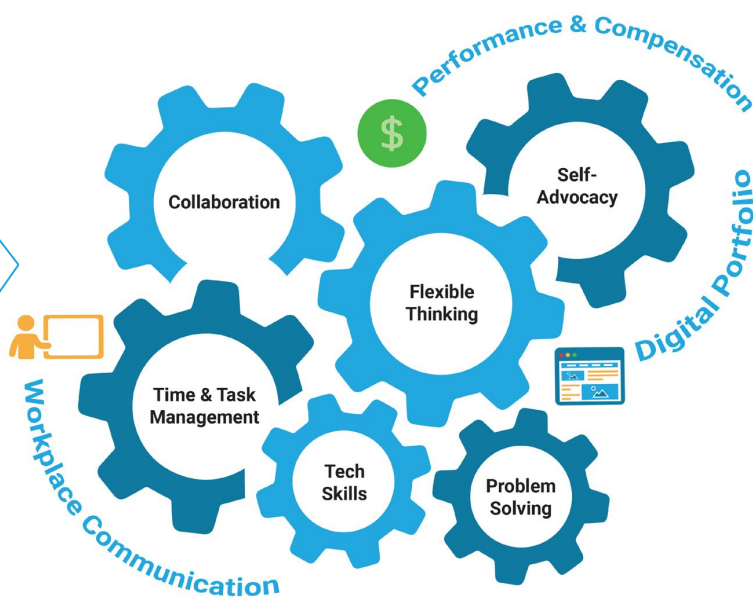 Performance & Compensation
$
Collaboration
Self-
Advocacy
Digital Portfolio
Flexible
Thinking
Time & Task
Management
Workplace Communication
Tech
Skills
Problem
Solving